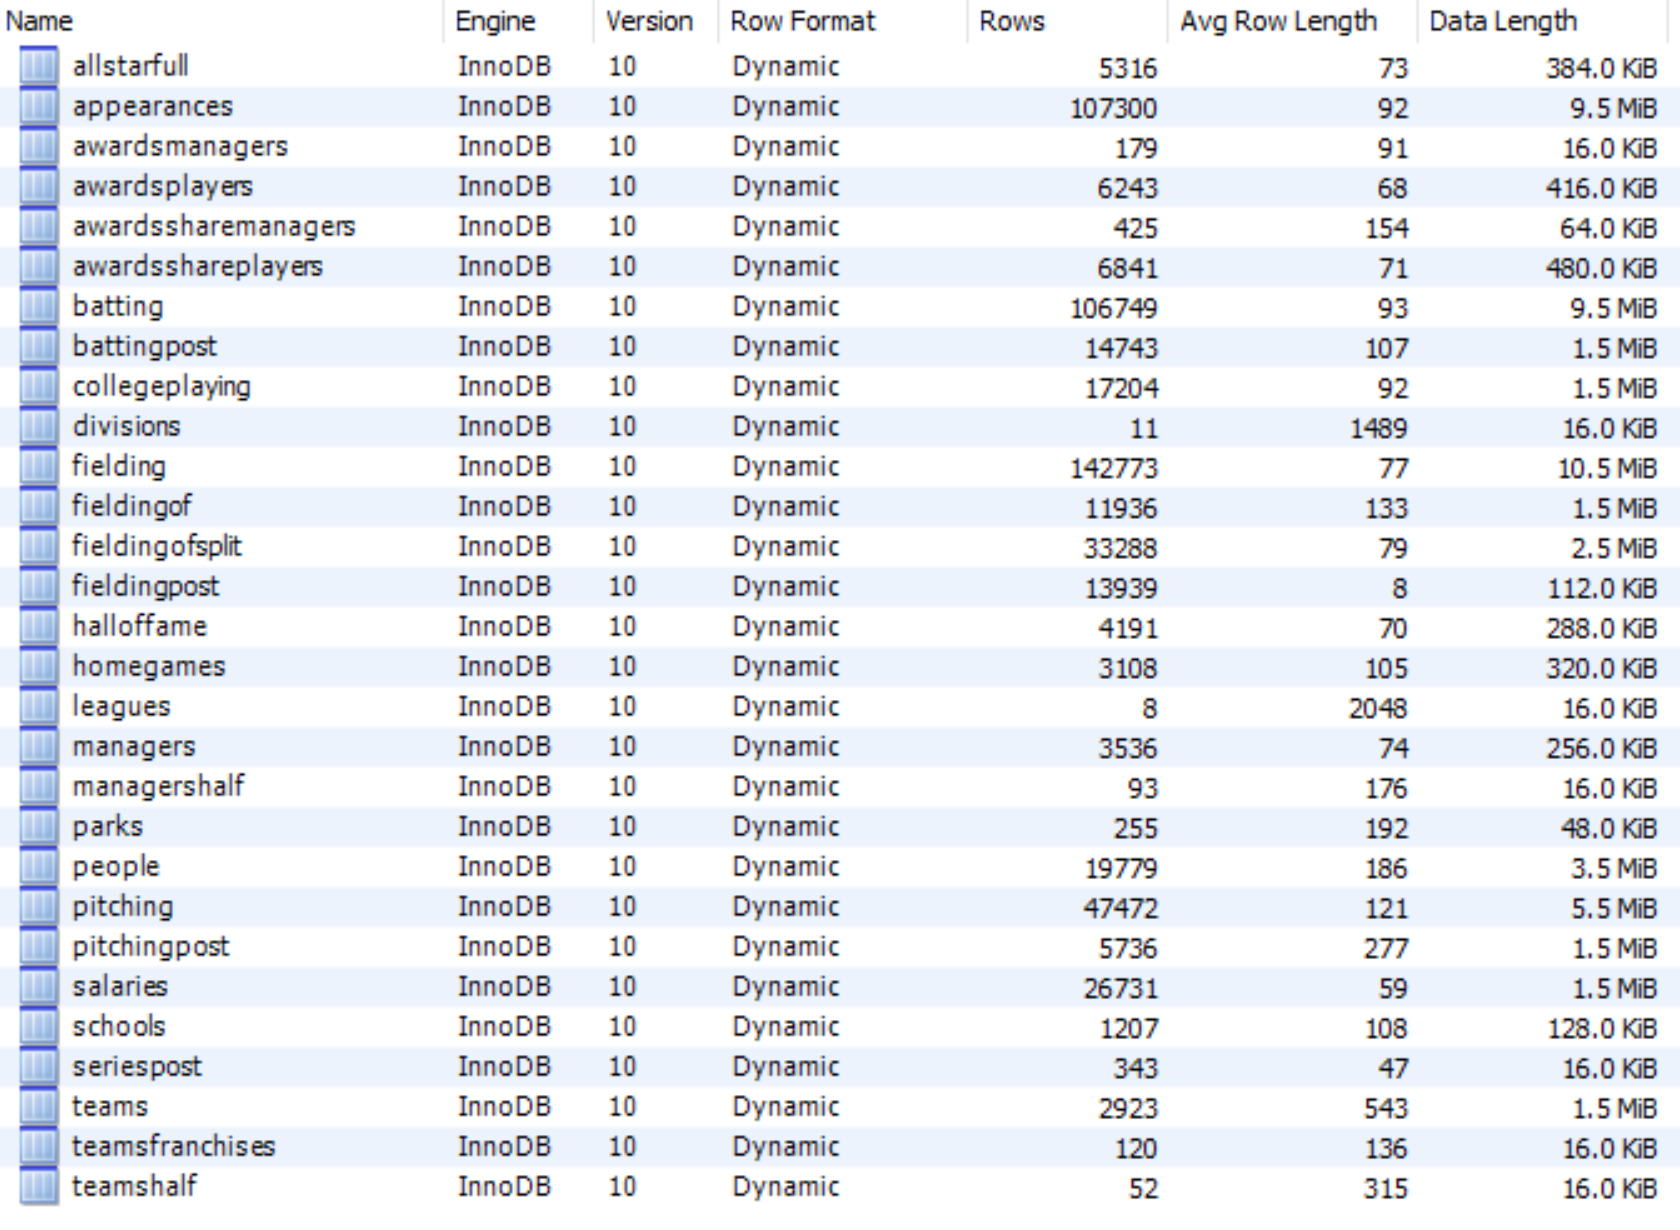 Name Engine Version Row Format Rows Avg Row Length Data Length
allstarfull InnoDB 10 Dynamic 5316 73 384.0 KiB
appearances InnoDB 10 Dynamic 107300 92 9.5 MiB
awardsmanagers InnoDB 10 Dynamic 179 91 16.0 KiB
awardsplayers InnoDB 10 Dynamic 6243 68 416.0 KiB
awardssharemanagers InnoDB 10 Dynamic 425 154 64.0 KiB
awardsshareplayers InnoDB 10 Dynamic 6841 71 480.0 KiB
batting InnoDB 10 Dynamic 106749 93 9.5 MiB
battingpost InnoDB 10 Dynamic 14743 107 1.5 MiB
collegeplaying InnoDB 10 Dynamic 17204 92 1.5 MiB
divisions InnoDB 10 Dynamic 11 1489 16.0 KiB
fielding InnoDB 10 Dynamic 142773 77 10.5 MiB
fieldingof InnoDB 10 Dynamic 11936 133 1.5 MiB
fieldingofsplit InnoDB 10 Dynamic 33288 79 2.5 MiB
fieldingpost InnoDB 10 Dynamic 13939 8 112.0 KiB
halloffame InnoDB 10 Dynamic 4191 70 288.0 KiB
homegames InnoDB 10 Dynamic 3108 105 320.0 KiB
leagues InnoDB 10 Dynamic 8 2048 16.0 KiB
managers InnoDB 10 Dynamic 3536 74 256.0 KiB
managershalf InnoDB 10 Dynamic 93 176 16.0 KiB
parks InnoDB 10 Dynamic 255 192 48.0 KiB
people InnoDB 10 Dynamic 19779 186 3.5 MiB
pitching InnoDB 10 Dynamic 47472 121 5.5 MiB
pitchingpost InnoDB 10 Dynamic 5736 277 1.5 MiB
salaries InnoDB 10 Dynamic 26731 59 1.5 MiB
schools InnoDB 10 Dynamic 1207 108 128.0 KiB
seriespost InnoDB 10 Dynamic 343 47 16.0 KiB
teams InnoDB 10 Dynamic 2923 543 1.5 MiB
teamsfranchises InnoDB 10 Dynamic 120 136 16.0 KiB
teamshalf InnoDB 10 Dynamic 52 315 16.0 KiB